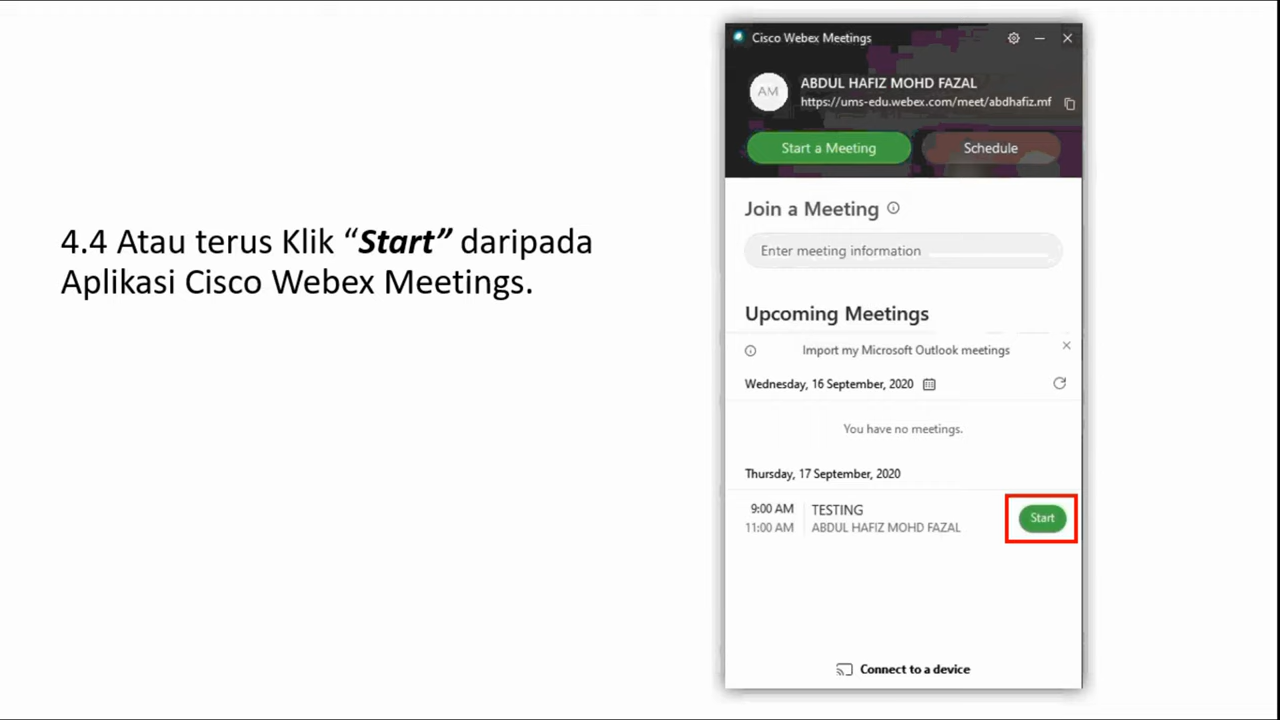 4.4 Atau terus Klik “Start” daripada
Aplikasi Cisco Webex Meetings.
Cisco Webex Meetings
AM
ABDUL HAFIZ MOHD FAZAL
https://ums-edu.webex.com/meet/abdhafiz.mf
Start a Meeting
Schedule
Join a Meeting
Enter meeting information
Upcoming Meetings
Import my Microsoft Outlook meetings
Wednesday, 16 September, 2020
You have no meetings.
Thursday, 17 September, 2020
9:00 AM TESTING
11:00 AM ABDUL HAFIZ MOHD FAZAL
Start
Connect to a device